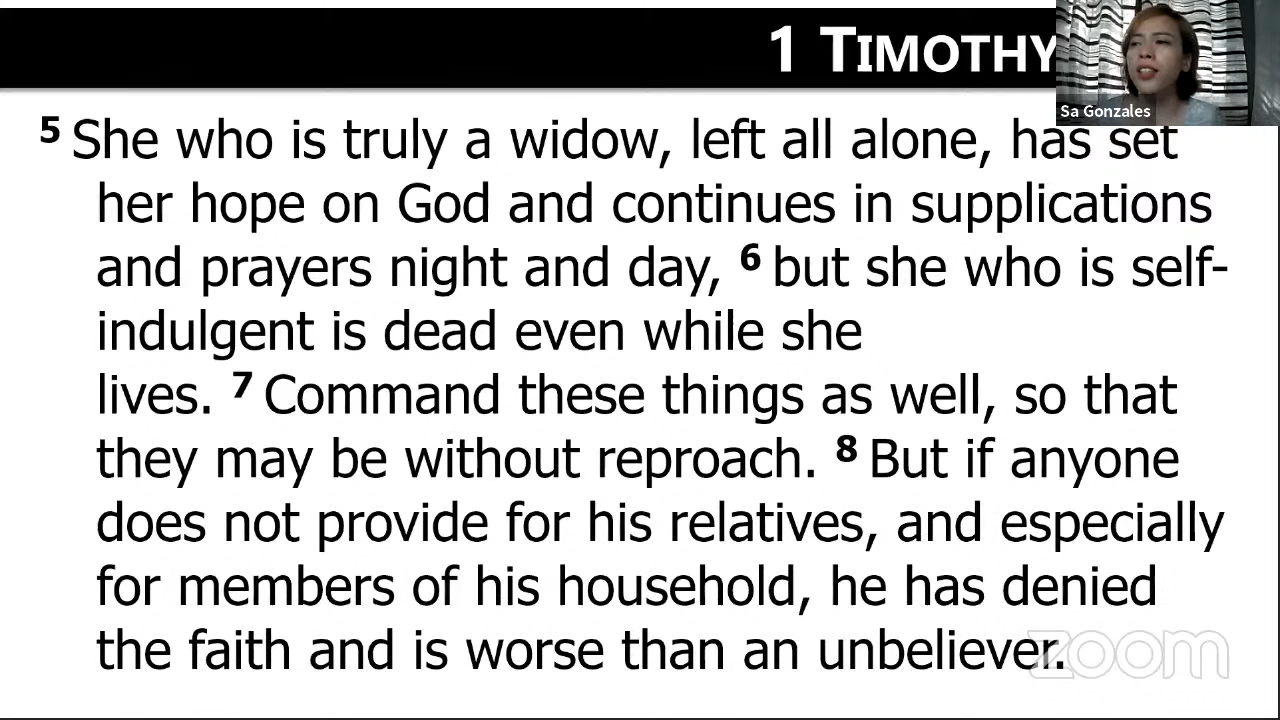 1 TIMOTHY
Sa Gonzales
5 She who is truly a widow, left all alone, has set
her hope on God and continues in supplications
and prayers night and day, 6 but she who is self-
indulgent is dead even while she
lives. 7 Command these things as well, so that
they may be without reproach. 8 But if anyone
does not provide for his relatives, and especially
for members of his household, he has denied
the faith and is worse than an unbeliever.
zoom